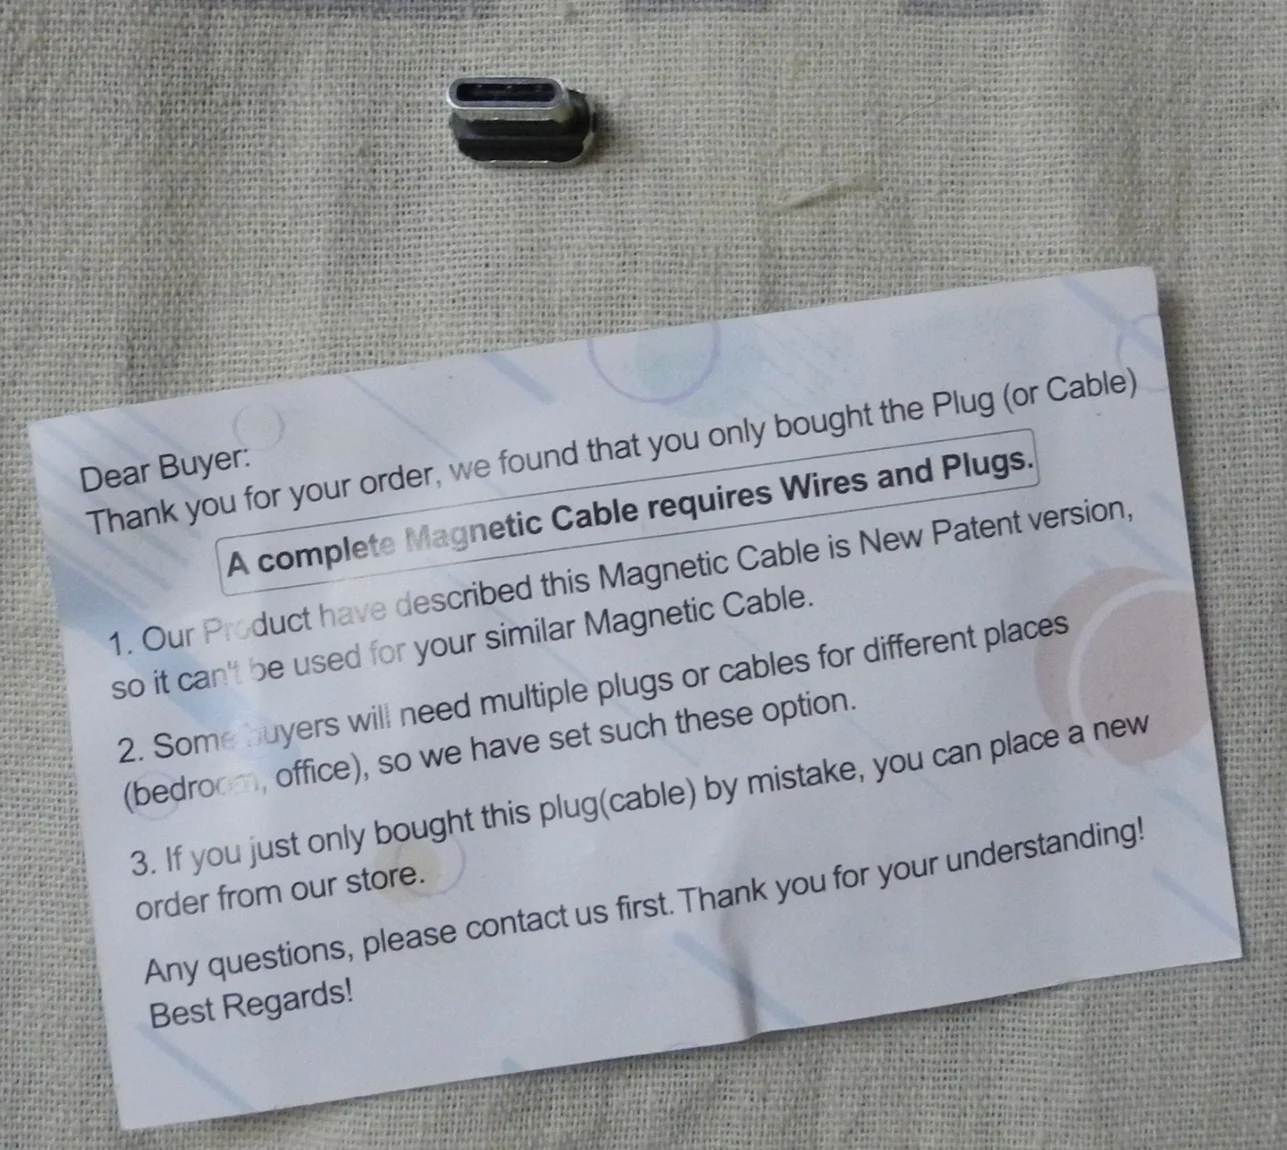 Dear Buyer:
Thank you for your order, we found that you only bought the Plug (or Cable)
A complete Magnetic Cable requires Wires and Plugs.
1. Our Product have described this Magnetic Cable is New Patent version,
so it can't be used for your similar Magnetic Cable.
2. Some buyers will need multiple plugs or cables for different places
(bedroom, office), so we have set such these option.
3. If you just only bought this plug(cable) by mistake, you can place a new
order from our store.
Any questions, please contact us first. Thank you for your understanding!
Best Regards!